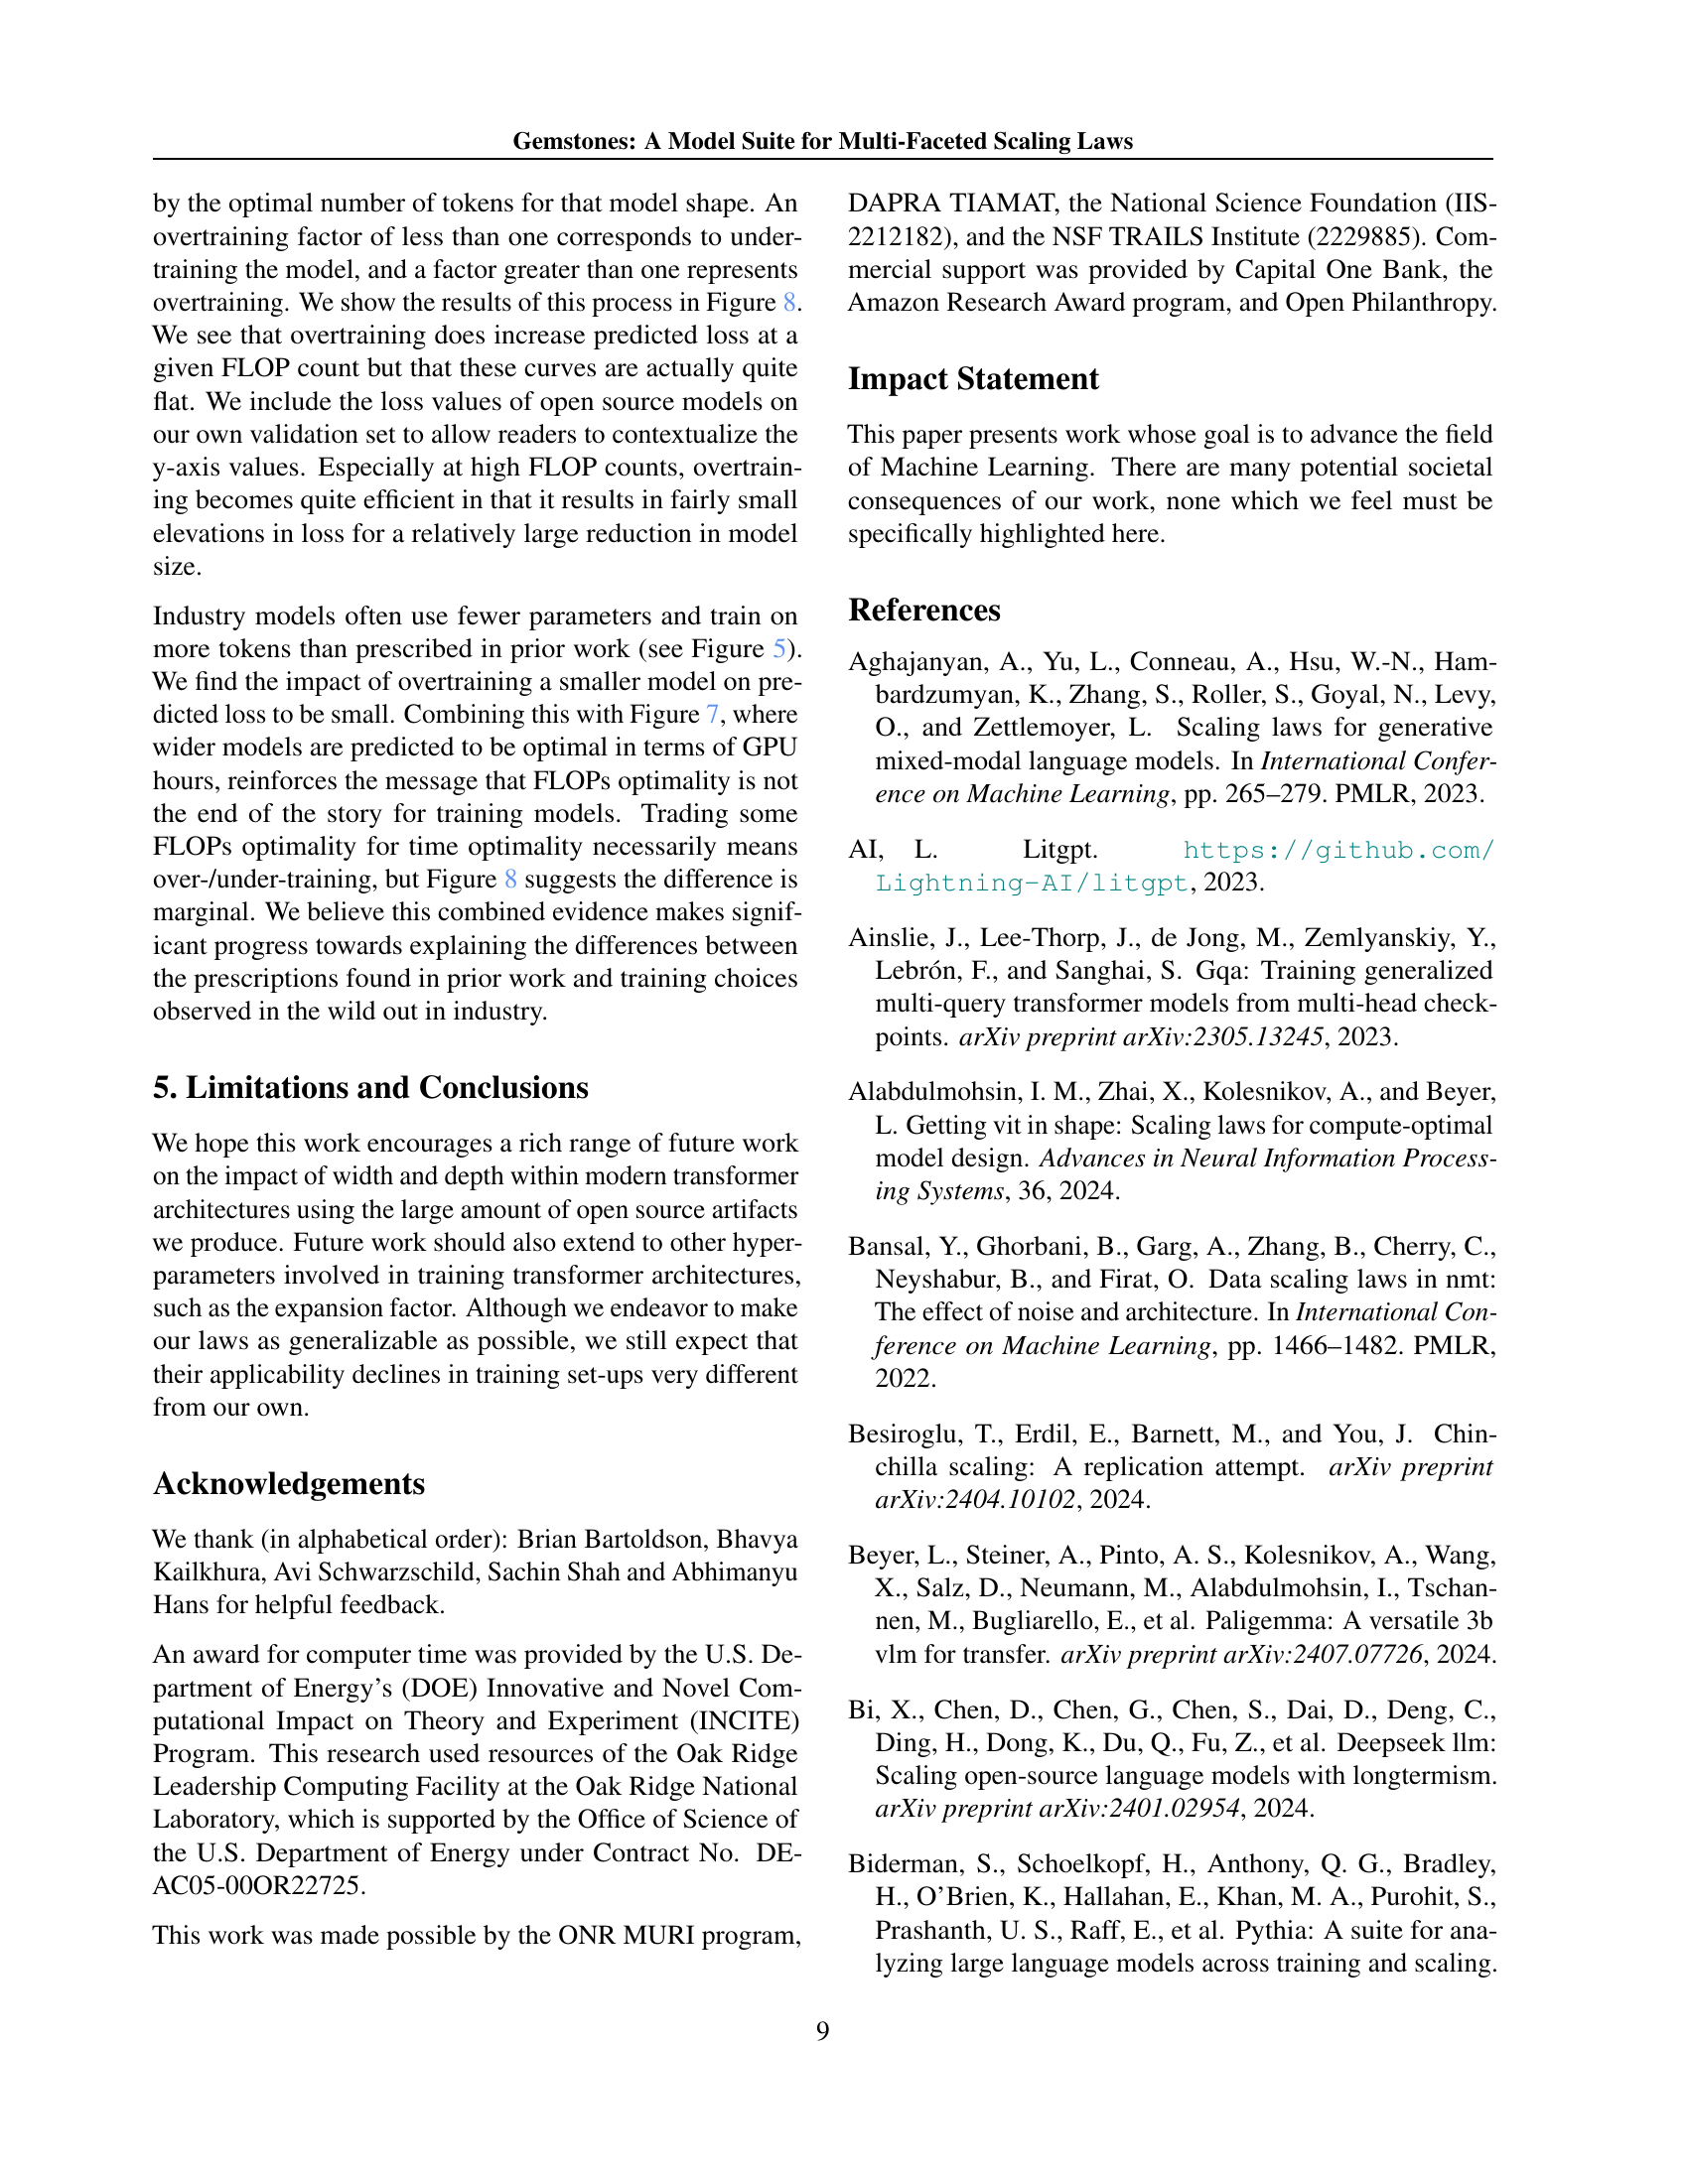 Gemstones: A Model Suite for Multi-Faceted Scaling Laws
by the optimal number of tokens for that model shape. An
overtraining factor of less than one corresponds to under-
training the model, and a factor greater than one represents
overtraining. We show the results of this process in Figure 8.
We see that overtraining does increase predicted loss at a
given FLOP count but that these curves are actually quite
flat. We include the loss values of open source models on
our own validation set to allow readers to contextualize the
y-axis values. Especially at high FLOP counts, overtrain-
ing becomes quite efficient in that it results in fairly small
elevations in loss for a relatively large reduction in model
size.
Industry models often use fewer parameters and train on
more tokens than prescribed in prior work (see Figure 5).
We find the impact of overtraining a smaller model on pre-
dicted loss to be small. Combining this with Figure 7, where
wider models are predicted to be optimal in terms of GPU
hours, reinforces the message that FLOPs optimality is not
the end of the story for training models. Trading some
FLOPs optimality for time optimality necessarily means
over-/under-training, but Figure 8 suggests the difference is
marginal. We believe this combined evidence makes signif-
icant progress towards explaining the differences between
the prescriptions found in prior work and training choices
observed in the wild out in industry.
5. Limitations and Conclusions
We hope this work encourages a rich range of future work
on the impact of width and depth within modern transformer
architectures using the large amount of open source artifacts
we produce. Future work should also extend to other hyper-
parameters involved in training transformer architectures,
such as the expansion factor. Although we endeavor to make
our laws as generalizable as possible, we still expect that
their applicability declines in training set-ups very different
from our own.
Acknowledgements
We thank (in alphabetical order): Brian Bartoldson, Bhavya
Kailkhura, Avi Schwarzschild, Sachin Shah and Abhimanyu
Hans for helpful feedback.
An award for computer time was provided by the U.S. De-
partment of Energy's (DOE) Innovative and Novel Com-
putational Impact on Theory and Experiment (INCITE)
Program. This research used resources of the Oak Ridge
Leadership Computing Facility at the Oak Ridge National
Laboratory, which is supported by the Office of Science of
the U.S. Department of Energy under Contract No. DE-
AC05-00OR22725.
This work was made possible by the ONR MURI program,
DAPRA TIAMAT, the National Science Foundation (IIS-
2212182), and the NSF TRAILS Institute (2229885). Com-
mercial support was provided by Capital One Bank, the
Amazon Research Award program, and Open Philanthropy.
Impact Statement
This paper presents work whose goal is to advance the field
of Machine Learning. There are many potential societal
consequences of our work, none which we feel must be
specifically highlighted here.
References
Aghajanyan, A., Yu, L., Conneau, A., Hsu, W.-N., Ham-
bardzumyan, K., Zhang, S., Roller, S., Goyal, N., Levy,
O., and Zettlemoyer, L. Scaling laws for generative
mixed-modal language models. In International Confer-
ence on Machine Learning, pp. 265–279. PMLR, 2023.
AI, L. Litgpt. https://github.com/
Lightning-AI/litgpt, 2023.
Ainslie, J., Lee-Thorp, J., de Jong, M., Zemlyanskiy, Y.,
Lebrón, F., and Sanghai, S. Gqa: Training generalized
multi-query transformer models from multi-head check-
points. arXiv preprint arXiv:2305.13245, 2023.
Alabdulmohsin, I. M., Zhai, X., Kolesnikov, A., and Beyer,
L. Getting vit in shape: Scaling laws for compute-optimal
model design. Advances in Neural Information Process-
ing Systems, 36, 2024.
Bansal, Y., Ghorbani, B., Garg, A., Zhang, B., Cherry, C.,
Neyshabur, B., and Firat, O. Data scaling laws in nmt:
The effect of noise and architecture. In International Con-
ference on Machine Learning, pp. 1466–1482. PMLR,
2022.
Besiroglu, T., Erdil, E., Barnett, M., and You, J. Chin-
chilla scaling: A replication attempt. arXiv preprint
arXiv:2404.10102, 2024.
Beyer, L., Steiner, A., Pinto, A. S., Kolesnikov, A., Wang,
X., Salz, D., Neumann, M., Alabdulmohsin, I., Tschan-
nen, M., Bugliarello, E., et al. Paligemma: A versatile 3b
vlm for transfer. arXiv preprint arXiv:2407.07726, 2024.
Bi, X., Chen, D., Chen, G., Chen, S., Dai, D., Deng, C.,
Ding, H., Dong, K., Du, Q., Fu, Z., et al. Deepseek llm:
Scaling open-source language models with longtermism.
arXiv preprint arXiv:2401.02954, 2024.
Biderman, S., Schoelkopf, H., Anthony, Q. G., Bradley,
H., O'Brien, K., Hallahan, E., Khan, M. A., Purohit, S.,
Prashanth, U. S., Raff, E., et al. Pythia: A suite for ana-
lyzing large language models across training and scaling.
9